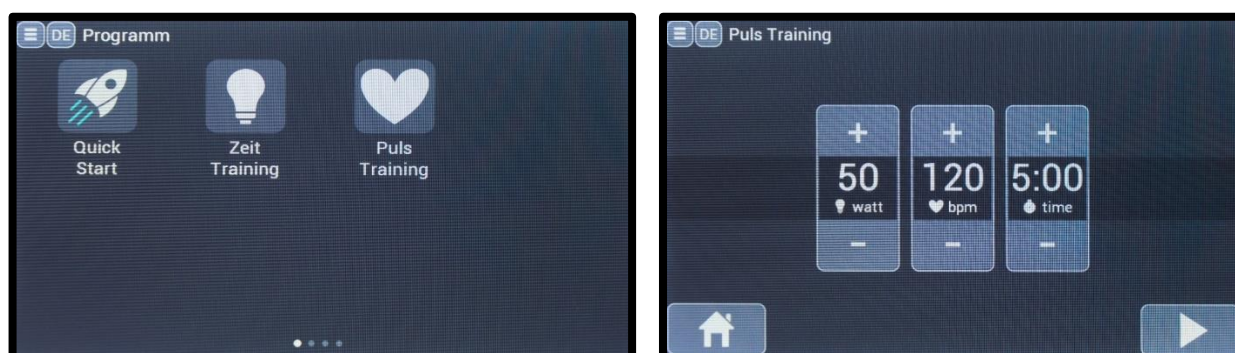 DE Programm
Quick
Start
Zeit
Training
Puls
Training
DE Puls Training
+ + +
50 120 5:00
watt bpm time
- - -